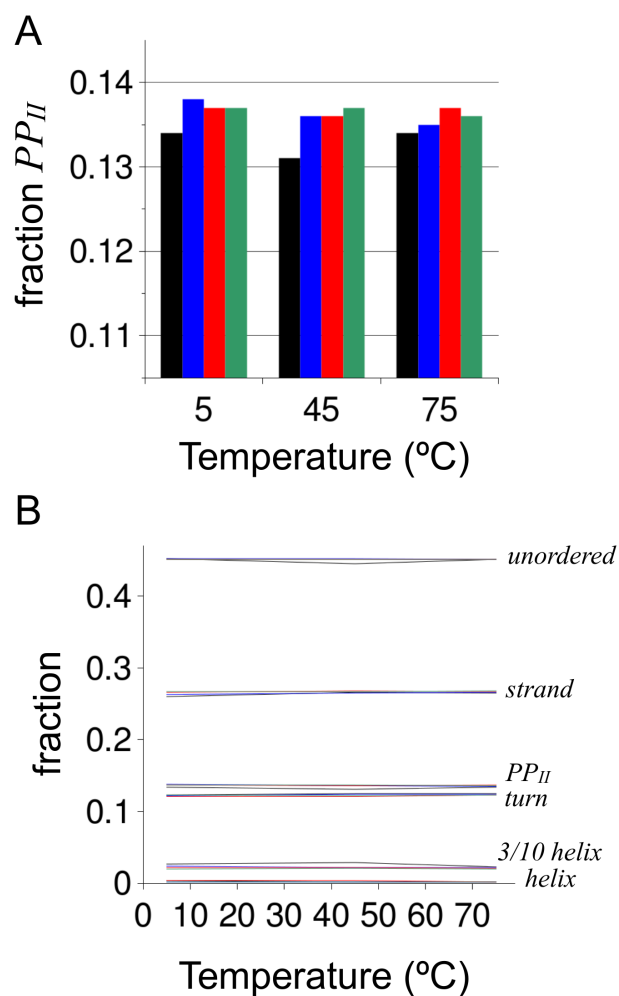 A
fraction PP_II
0.14
0.13
0.12
0.11
5 45 75
Temperature (ºC)
B
fraction
0.4
0.3
0.2
0.1
0
unordered
strand
PP_II
turn
3/10 helix
helix
0 10 20 30 40 50 60 70
Temperature (ºC)